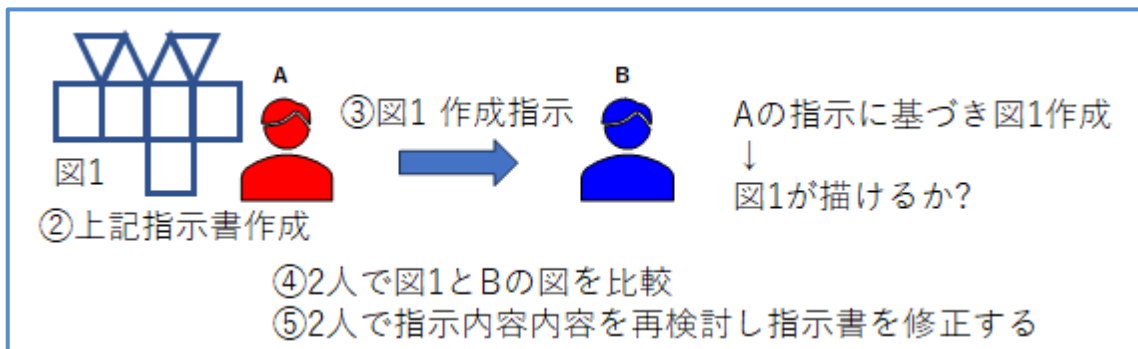 A
B
③図1 作成指示
Aの指示に基づき図1作成
↓
図1
図1が描けるか?
②上記指示書作成
④2人で図1とBの図を比較
⑤2人で指示内容内容を再検討し指示書を修正する